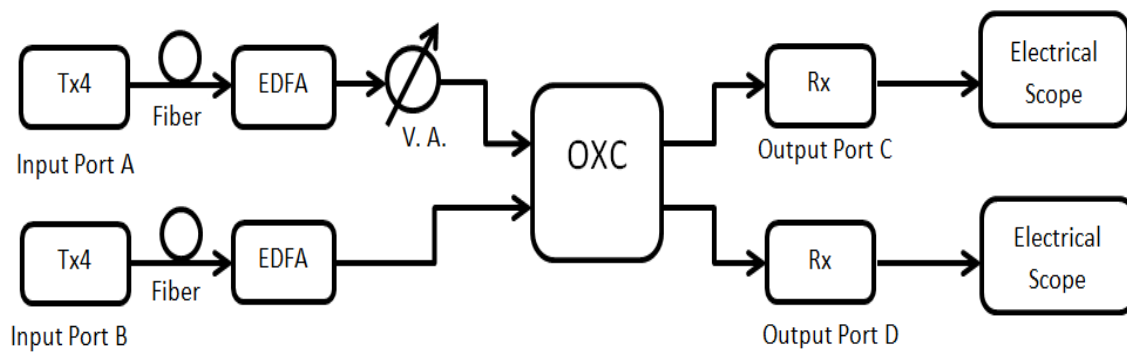 Tx4
Fiber
EDFA
V. A.
Input Port A
OXC
Rx
Output Port C
Electrical
Scope
Tx4
Fiber
EDFA
Input Port B
Rx
Output Port D
Electrical
Scope